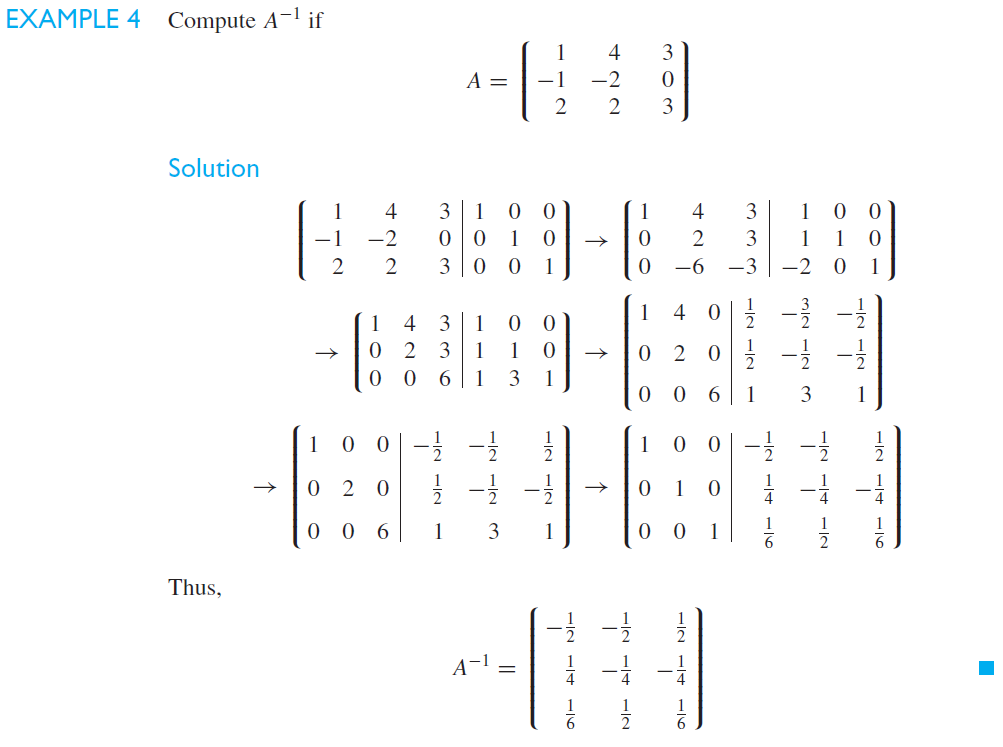 EXAMPLE 4 Compute A⁻¹ if
A = [ 1 4 3
−1 −2 0
2 2 3 ]
Solution
[ 1 4 3 | 1 0 0
−1 −2 0 | 0 1 0
2 2 3 | 0 0 1 ] → [ 1 4 3 | 1 0 0
0 2 3 | 1 1 0
0 −6 −3 | −2 0 1 ]
→ [ 1 4 3 | 1 0 0
0 2 3 | 1 1 0
0 0 6 | 1 3 1 ] → [ 1 4 0 | 1/2 −3/2 −1/2
0 2 0 | 1/2 −1/2 −1/2
0 0 6 | 1 3 1 ]
→ [ 1 0 0 | −1/2 −1/2 1/2
0 2 0 | 1/2 −1/2 −1/2
0 0 6 | 1 3 1 ] → [ 1 0 0 | −1/2 −1/2 1/2
0 1 0 | 1/4 −1/4 −1/4
0 0 1 | 1/6 1/2 1/6 ]
Thus,
A⁻¹ = [ −1/2 −1/2 1/2
1/4 −1/4 −1/4
1/6 1/2 1/6 ]